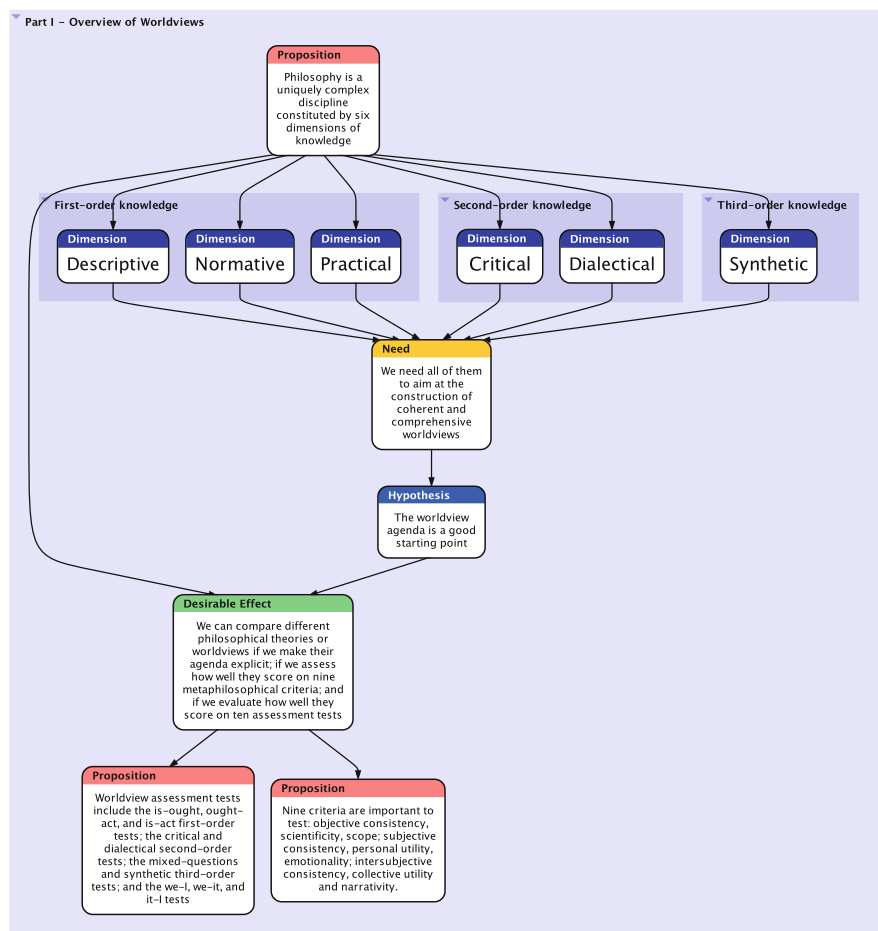 Part I – Overview of Worldviews
Proposition
Philosophy is a
uniquely complex
discipline
constituted by six
dimensions of
knowledge
First-order knowledge
Second-order knowledge
Third-order knowledge
Dimension
Descriptive
Dimension
Normative
Dimension
Practical
Dimension
Critical
Dimension
Dialectical
Dimension
Synthetic
Need
We need all of them
to aim at the
construction of
coherent and
comprehensive
worldviews
Hypothesis
The worldview
agenda is a good
starting point
Desirable Effect
We can compare different
philosophical theories or
worldviews if we make their
agenda explicit; if we assess
how well they score on nine
metaphilosophical criteria; and
if we evaluate how well they
score on ten assessment tests
Proposition
Worldview assessment tests
include the is-ought, ought-
act, and is-act first-order
tests; the critical and
dialectical second-order
tests; the mixed-questions
and synthetic third-order
tests; and the we-I, we-it, and
it-I tests
Proposition
Nine criteria are important to
test: objective consistency,
scientificity, scope; subjective
consistency, personal utility,
emotionality; intersubjective
consistency, collective utility
and narrativity.